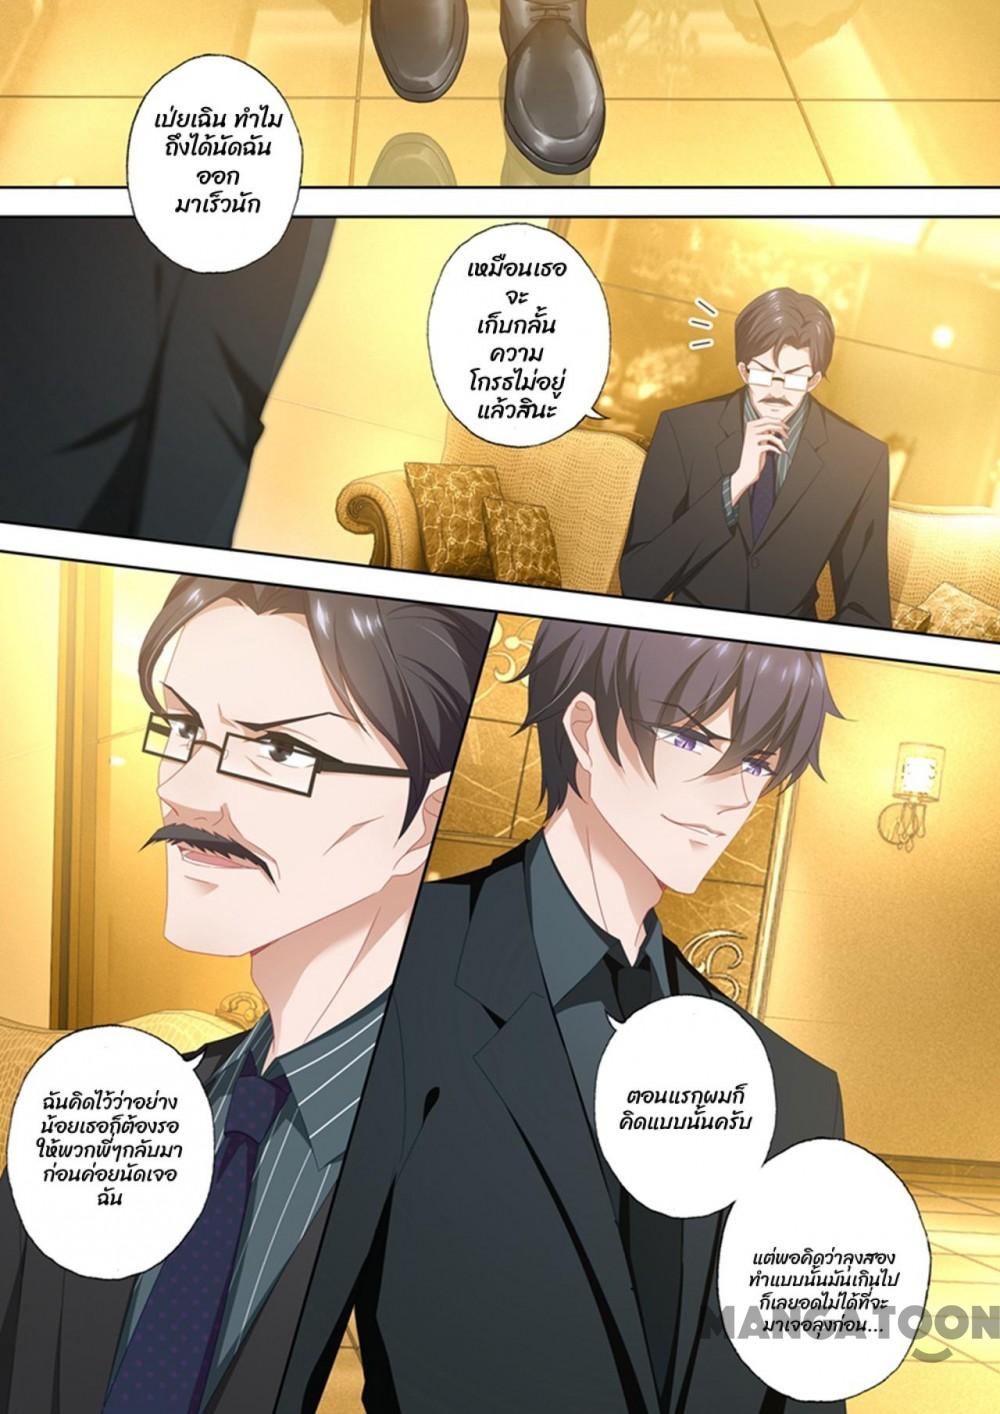 เป่ยเฉิน ทำไม
ถึงได้นัดฉัน
ออก
มาเร็วนัก
เหมือนเธอ
จะ
เก็บกลั้น
ความ
โกรธไม่อยู่
แล้วสินะ
ฉันคิดไว้ว่าอย่าง
น้อยเธอก็ต้องรอ
ให้พวกพี่ๆกลับมา
ก่อนค่อยนัดเจอ
ฉัน
ตอนแรกผมก็
คิดแบบนั้นครับ
แต่พอคิดว่าลุงสอง
ทำแบบนั้นมันเกินไป
ก็เลยอดไม่ได้ที่จะ
มาเจอลุงก่อน...
MANGATOON